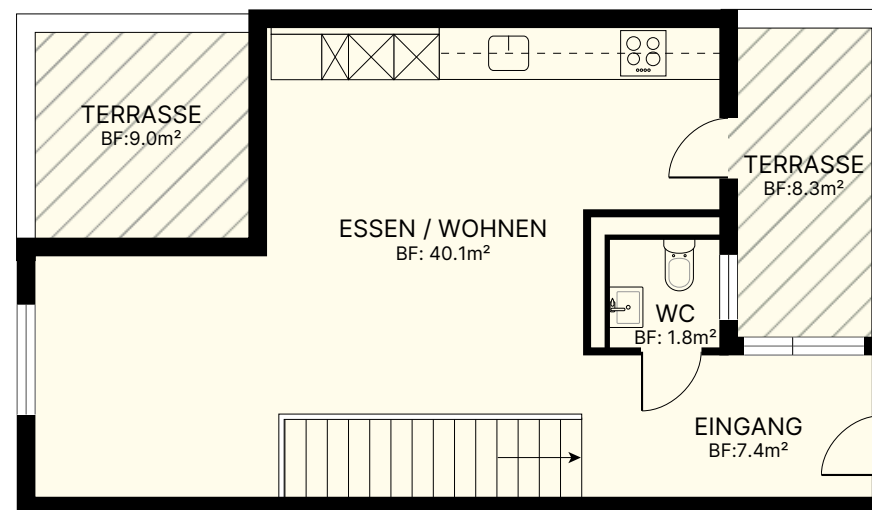 TERRASSE
BF:9.0m²
TERRASSE
BF:8.3m²
ESSEN / WOHNEN
BF: 40.1m²
WC
BF: 1.8m²
EINGANG
BF:7.4m²